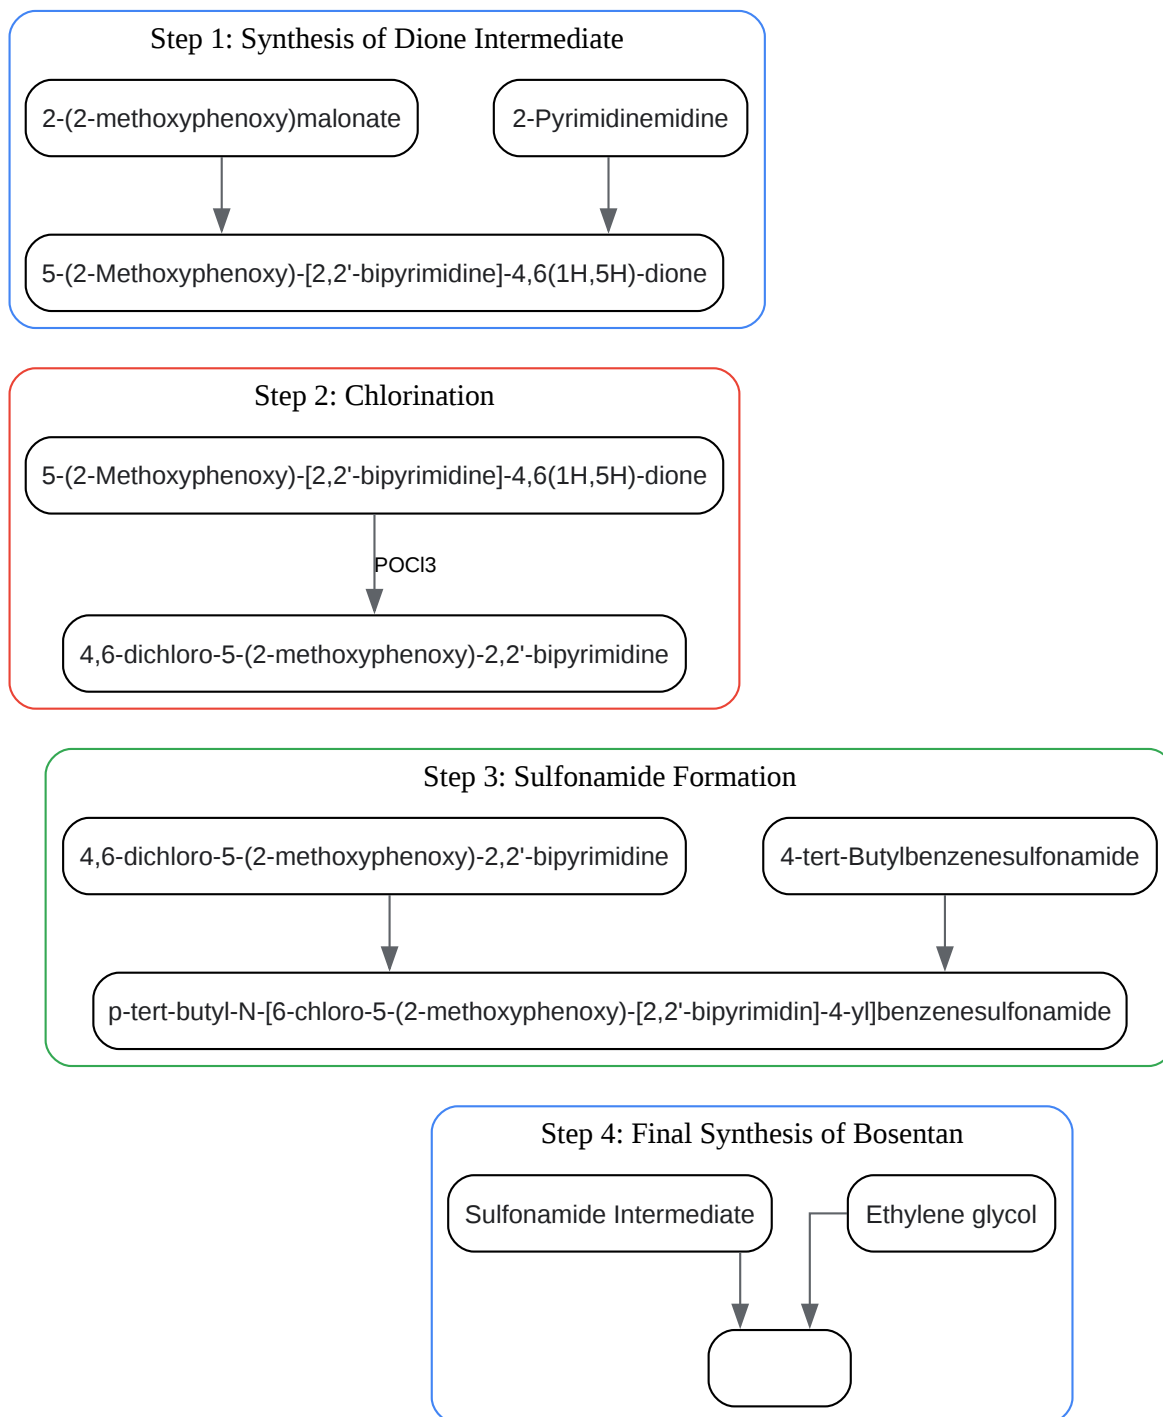 Step 1: Synthesis of Dione Intermediate
2-(2-methoxyphenoxy)malonate
2-Pyrimidinemidine
5-(2-Methoxyphenoxy)-[2,2'-bipyrimidine]-4,6(1H,5H)-dione
Step 2: Chlorination
5-(2-Methoxyphenoxy)-[2,2'-bipyrimidine]-4,6(1H,5H)-dione
POCl3
4,6-dichloro-5-(2-methoxyphenoxy)-2,2'-bipyrimidine
Step 3: Sulfonamide Formation
4,6-dichloro-5-(2-methoxyphenoxy)-2,2'-bipyrimidine
4-tert-Butylbenzenesulfonamide
p-tert-butyl-N-[6-chloro-5-(2-methoxyphenoxy)-[2,2'-bipyrimidin]-4-yl]benzenesulfonamide
Step 4: Final Synthesis of Bosentan
Sulfonamide Intermediate
Ethylene glycol